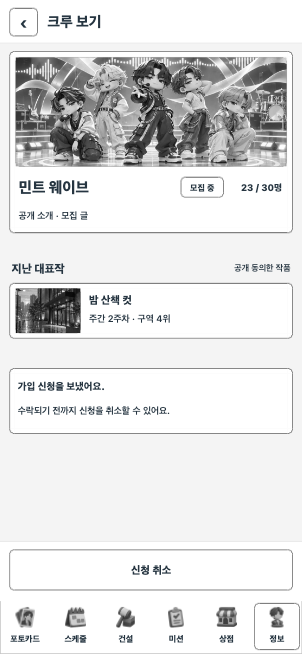 크루 보기
민트 웨이브
모집 중
23 / 30명
공개 소개 · 모집 글
지난 대표작
공개 동의한 작품
밤 산책 컷
주간 2주차 · 구역 4위
가입 신청을 보냈어요.
수락되기 전까지 신청을 취소할 수 있어요.
신청 취소
포토카드
스케줄
건설
미션
상점
정보